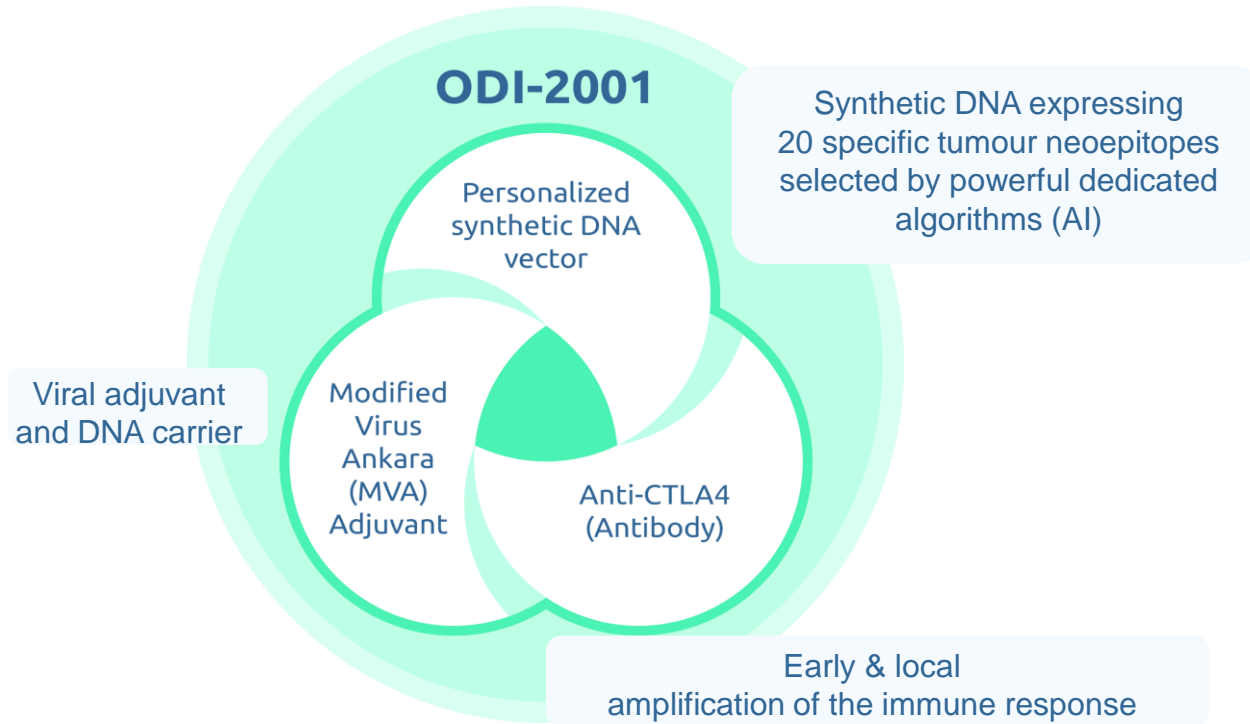 ODI-2001
Synthetic DNA expressing
20 specific tumour neoepitopes
selected by powerful dedicated
algorithms (AI)
Personalized
synthetic DNA
vector
Viral adjuvant
and DNA carrier
Modified
Virus
Ankara
(MVA)
Adjuvant
Anti-CTLA4
(Antibody)
Early & local
amplification of the immune response